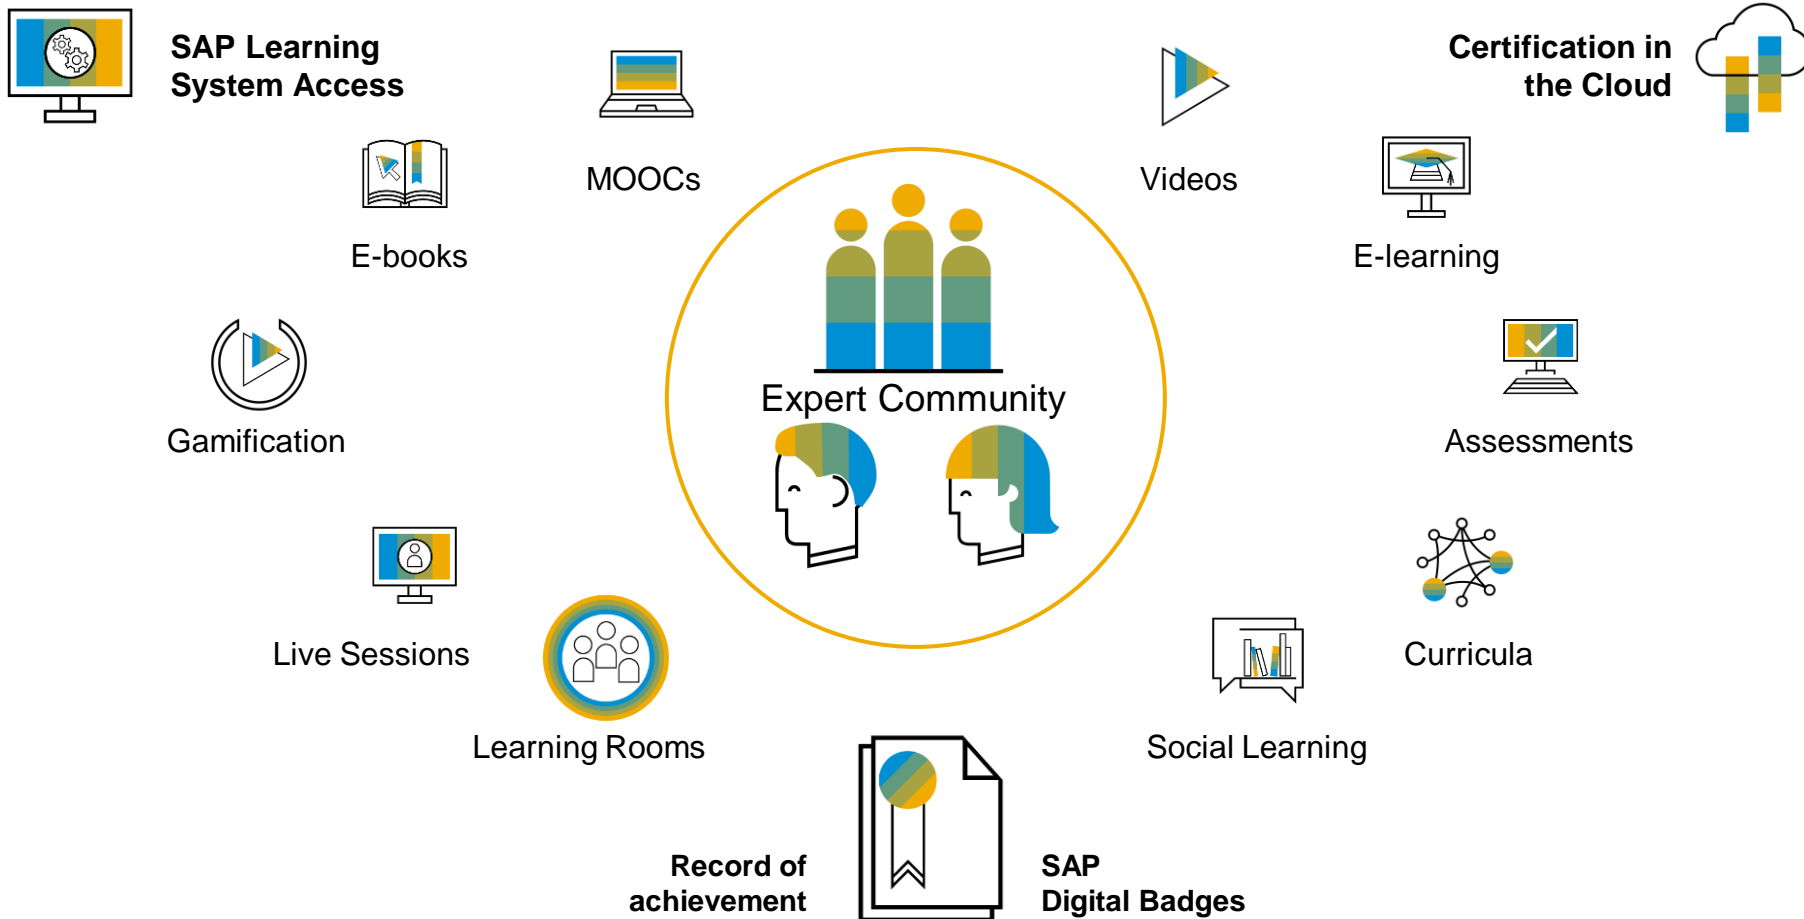 SAP Learning
System Access
Certification in
the Cloud
MOOCs
Videos
E-books
E-learning
Expert Community
Gamification
Assessments
Live Sessions
Curricula
Learning Rooms
Social Learning
Record of
achievement
SAP
Digital Badges